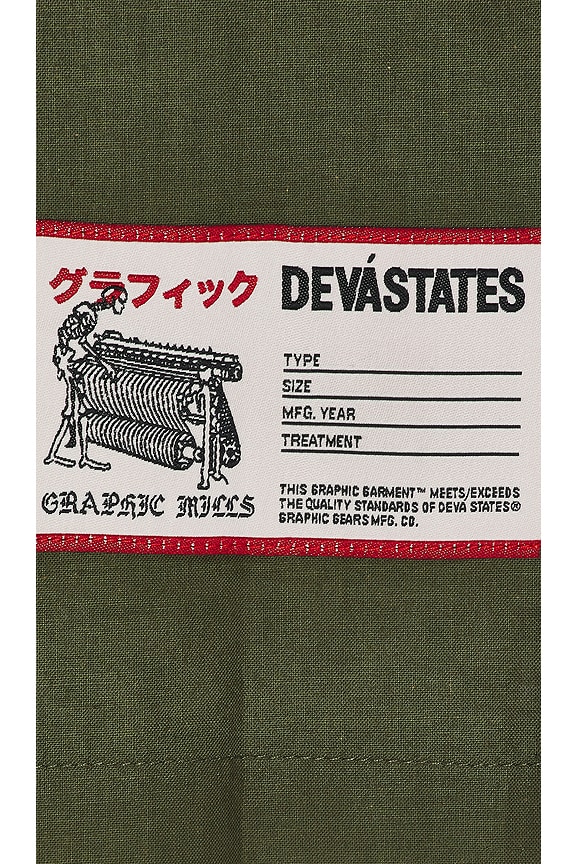 グラフィック
DEVÁSTATES
TYPE
SIZE
MFG. YEAR
TREATMENT
GRAPHIC MILLS
THIS GRAPHIC GARMENT™ MEETS/EXCEEDS
THE QUALITY STANDARDS OF DEVA STATES®
GRAPHIC GEARS MFG. CO.